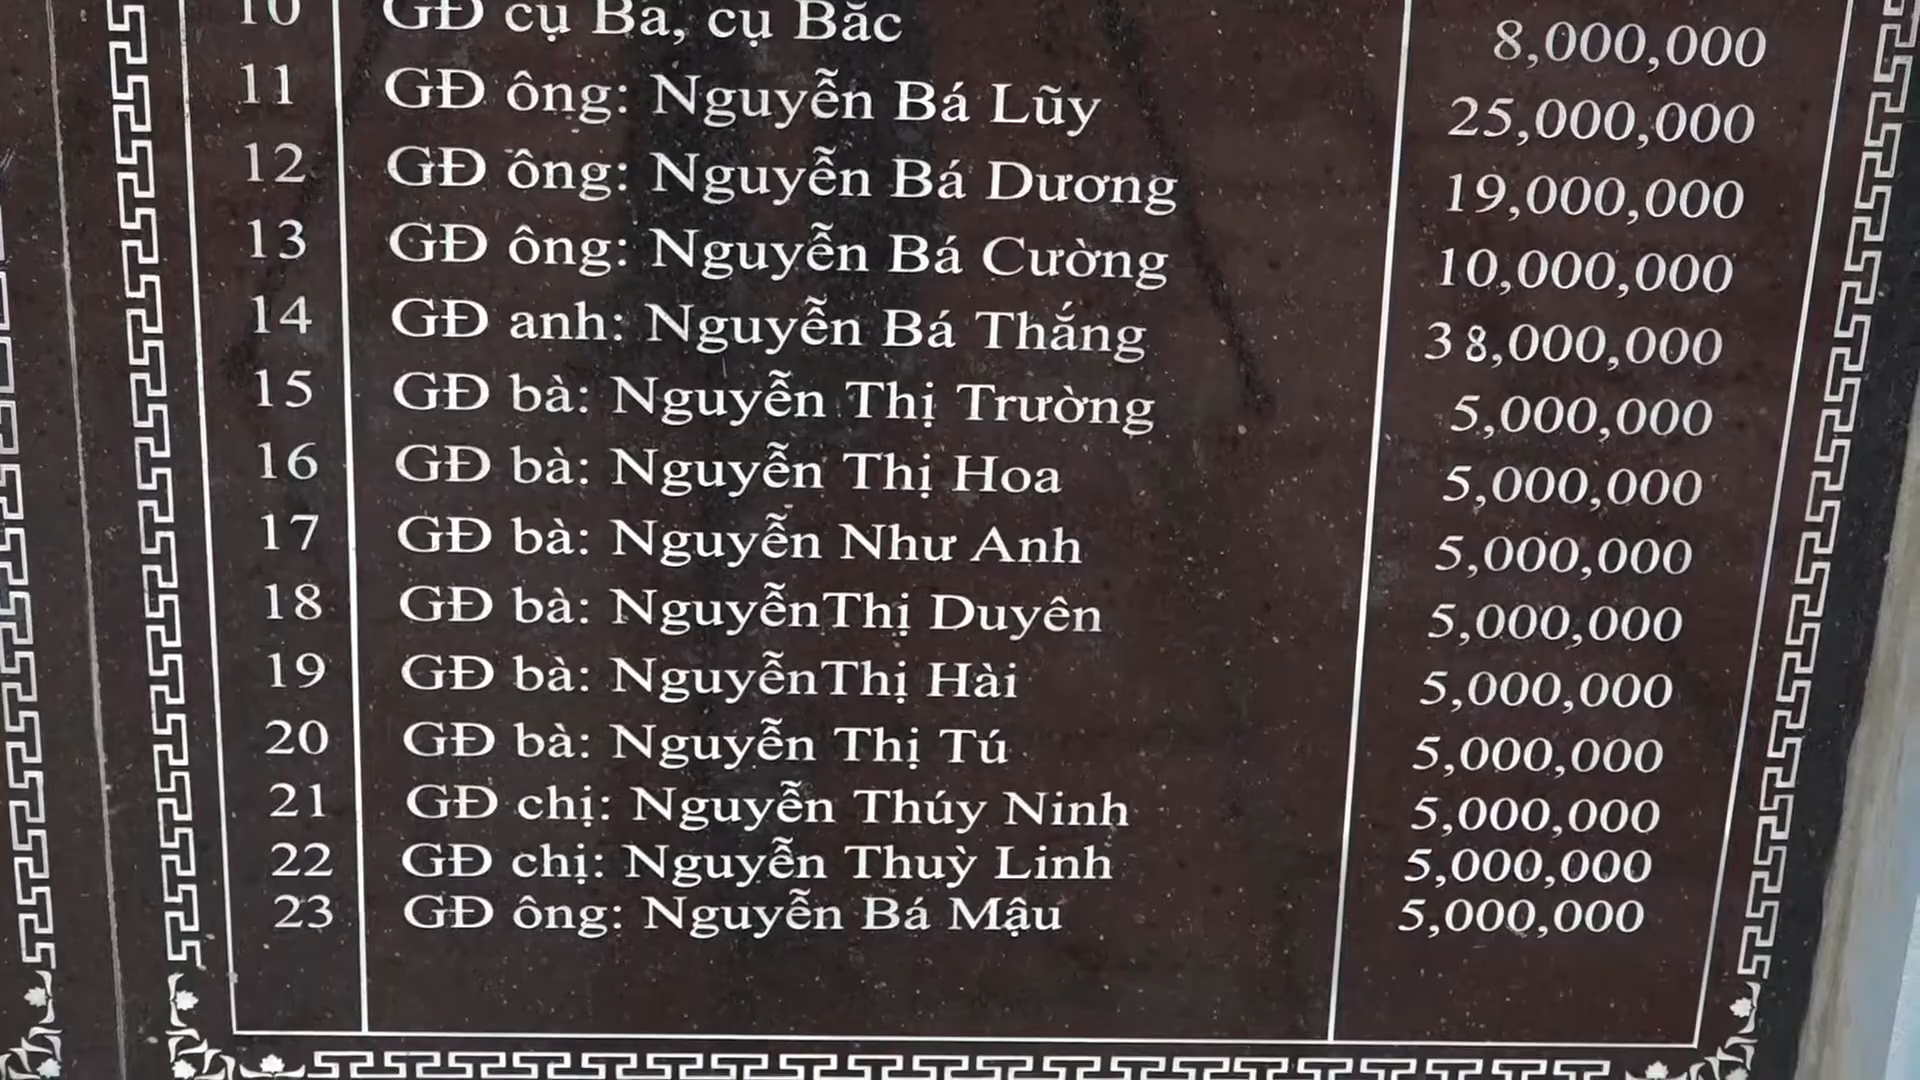 10 GĐ cụ Ba, cụ Bắc 8,000,000
11 GĐ ông: Nguyễn Bá Lũy 25,000,000
12 GĐ ông: Nguyễn Bá Dương 19,000,000
13 GĐ ông: Nguyễn Bá Cường 10,000,000
14 GĐ anh: Nguyễn Bá Thắng 38,000,000
15 GĐ bà: Nguyễn Thị Trường 5,000,000
16 GĐ bà: Nguyễn Thị Hoa 5,000,000
17 GĐ bà: Nguyễn Như Anh 5,000,000
18 GĐ bà: NguyễnThị Duyên 5,000,000
19 GĐ bà: NguyễnThị Hài 5,000,000
20 GĐ bà: Nguyễn Thị Tú 5,000,000
21 GĐ chị: Nguyễn Thúy Ninh 5,000,000
22 GĐ chị: Nguyễn Thuỳ Linh 5,000,000
23 GĐ ông: Nguyễn Bá Mậu 5,000,000